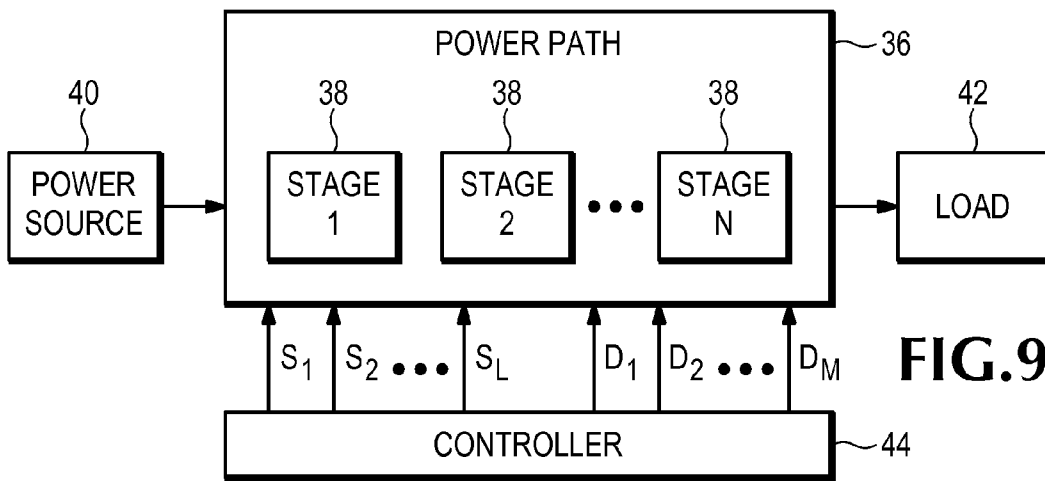 POWER PATH
36
40
38
38
38
42
POWER
SOURCE
STAGE
1
STAGE
2
•••
STAGE
N
LOAD
S1
S2
•••
SL
D1
D2
•••
DM
FIG.9
CONTROLLER
44